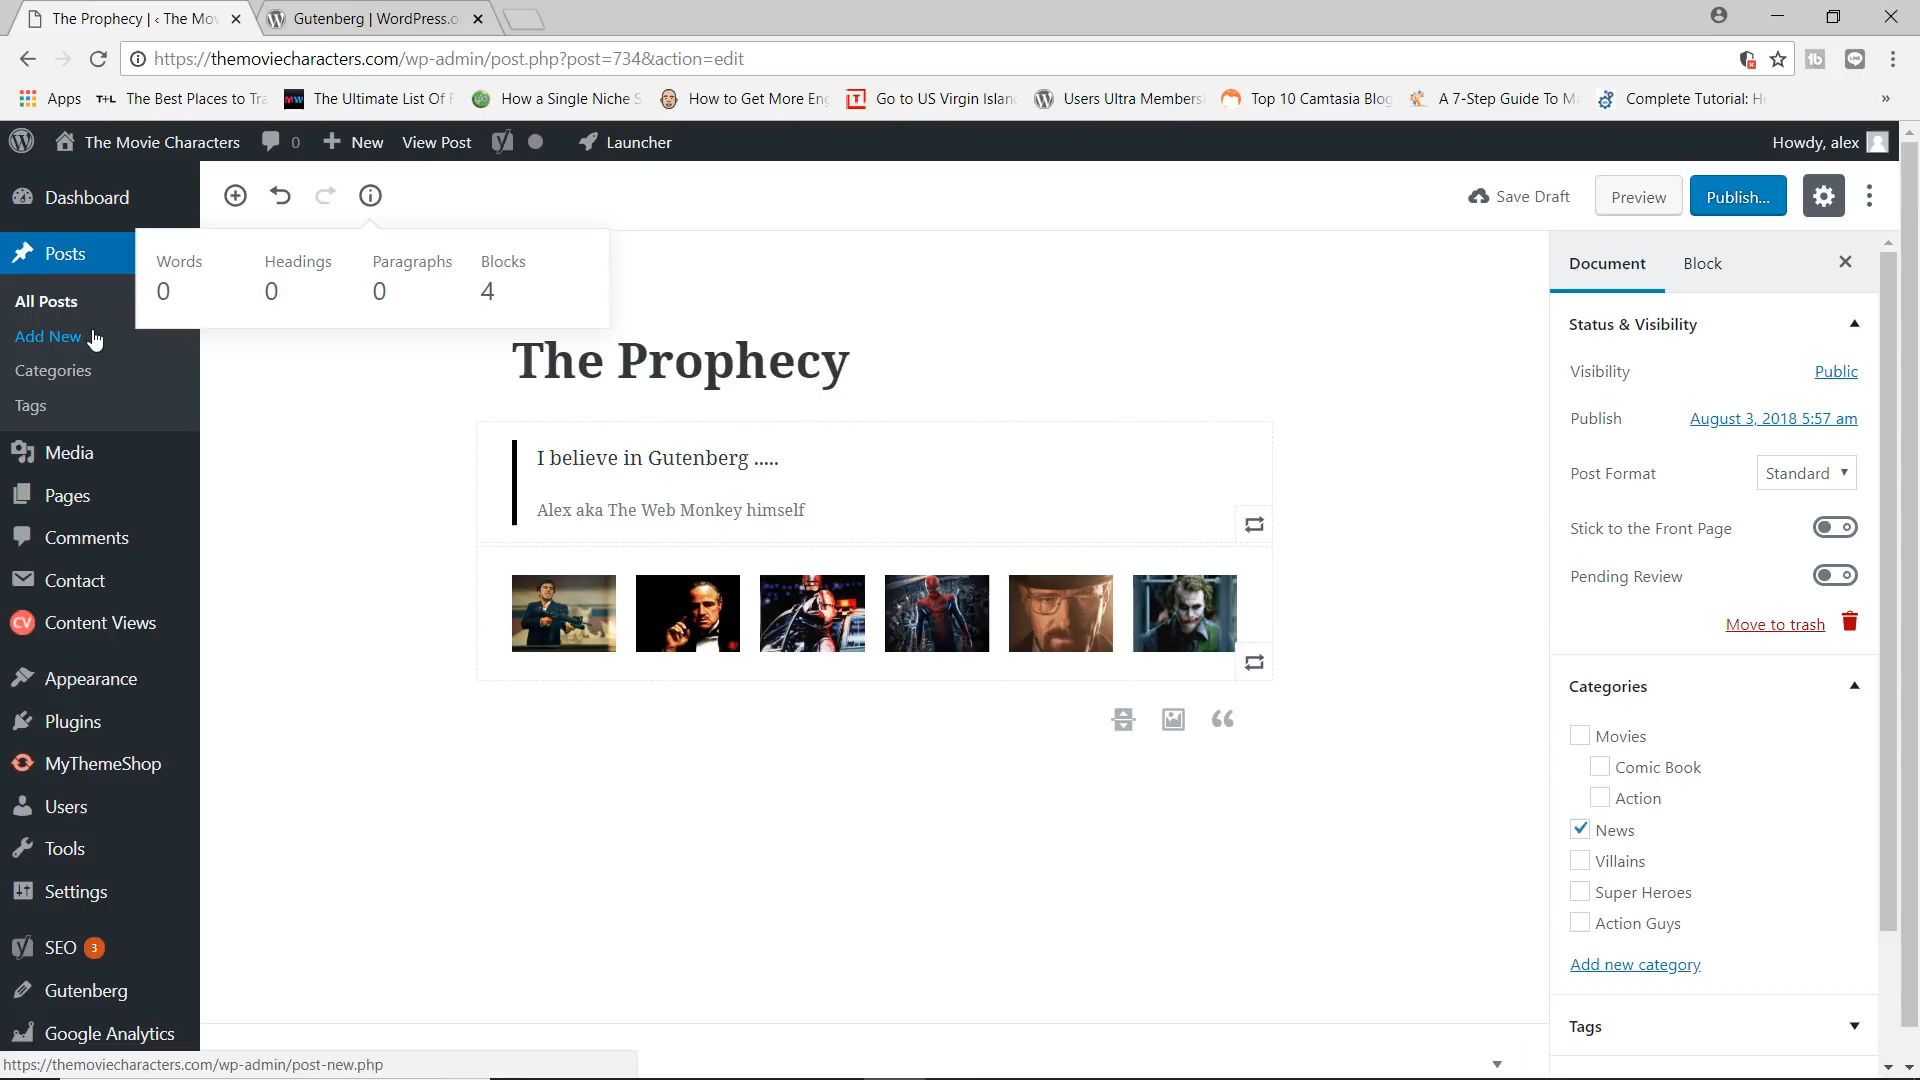 The Prophecy | ‹ The Mov
Gutenberg | WordPress.o
https://themoviecharacters.com/wp-admin/post.php?post=734&action=edit
Apps
T+L The Best Places to Tra
MW The Ultimate List Of F
How a Single Niche S
How to Get More Eng
Go to US Virgin Islan
Users Ultra Members
Top 10 Camtasia Blog
A 7-Step Guide To Ma
Complete Tutorial: H
»
The Movie Characters
0
New
View Post
Launcher
Howdy, alex
Dashboard
Posts
All Posts
Add New
Categories
Tags
Media
Pages
Comments
Contact
CV Content Views
Appearance
Plugins
MyThemeShop
Users
Tools
Settings
SEO 3
Gutenberg
Google Analytics
https://themoviecharacters.com/wp-admin/post-new.php
Save Draft
Preview
Publish...
Words Headings Paragraphs Blocks
0 0 0 4
The Prophecy
I believe in Gutenberg .....
Alex aka The Web Monkey himself
Document Block
Status & Visibility
Visibility Public
Publish August 3, 2018 5:57 am
Post Format Standard
Stick to the Front Page
Pending Review
Move to trash
Categories
Movies
Comic Book
Action
News
Villains
Super Heroes
Action Guys
Add new category
Tags